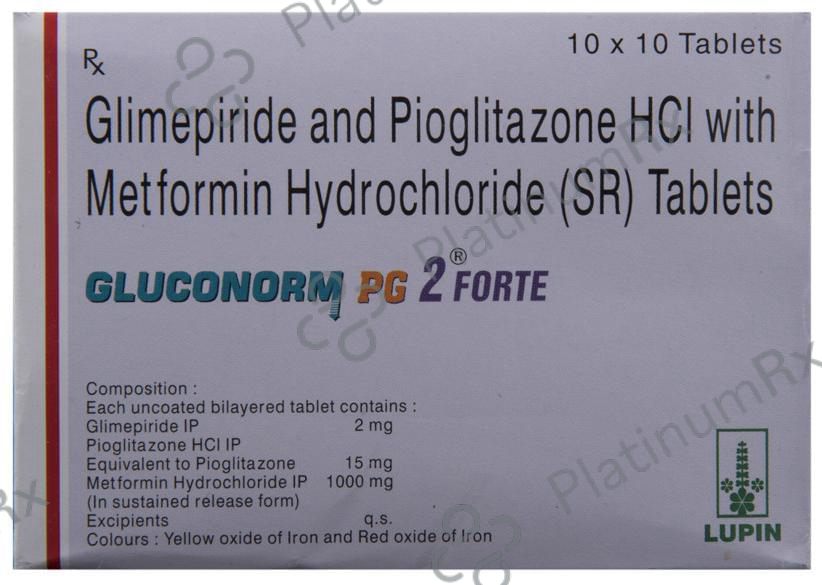 10 x 10 Tablets
Rx
Glimepiride and Pioglitazone HCl with
Metformin Hydrochloride (SR) Tablets
GLUCONORM PG 2® FORTE
Composition :
Each uncoated bilayered tablet contains :
Glimepiride IP 2 mg
Pioglitazone HCl IP
Equivalent to Pioglitazone 15 mg
Metformin Hydrochloride IP 1000 mg
(In sustained release form)
Excipients q.s.
Colours : Yellow oxide of Iron and Red oxide of Iron
LUPIN
PlatinumRx
PlatinumRx
PlatinumRx
Platinum
Rx